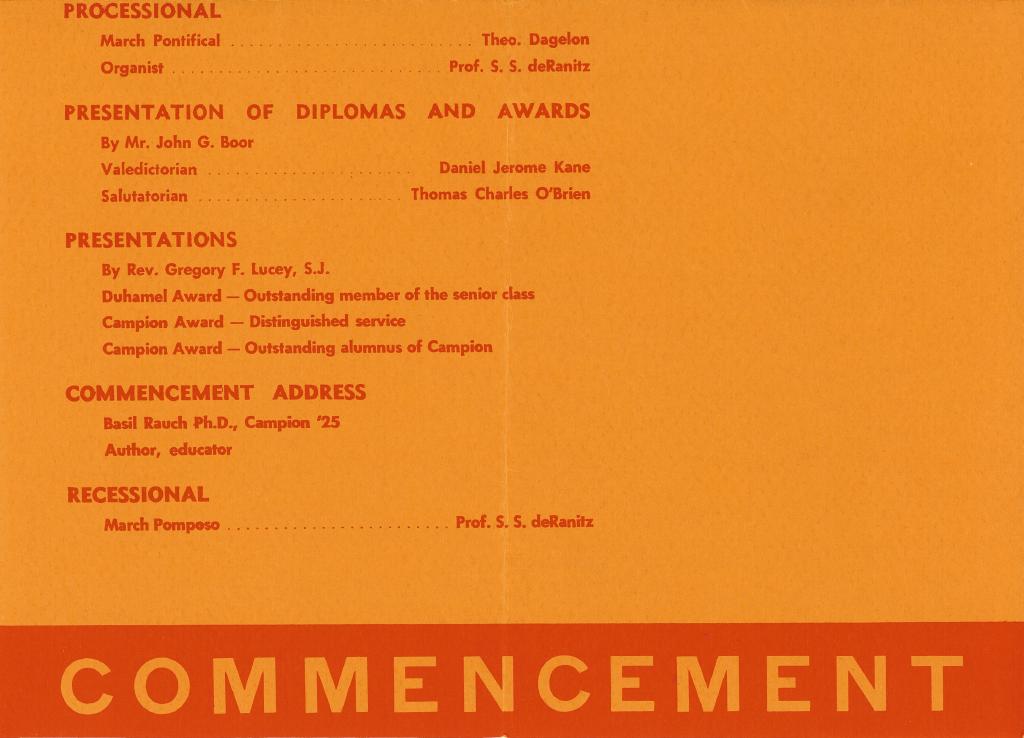 PROCESSIONAL
March Pontifical ........................... Theo. Dagelon
Organist ........................... Prof. S. S. deRanitz
PRESENTATION OF DIPLOMAS AND AWARDS
By Mr. John G. Boor
Valedictorian ..................... Daniel Jerome Kane
Salutatorian ..................... Thomas Charles O'Brien
PRESENTATIONS
By Rev. Gregory F. Lucey, S.J.
Duhamel Award — Outstanding member of the senior class
Campion Award — Distinguished service
Campion Award — Outstanding alumnus of Campion
COMMENCEMENT ADDRESS
Basil Rauch Ph.D., Campion '25
Author, educator
RECESSIONAL
March Pomposo ........................ Prof. S. S. deRanitz
COMMENCEMENT